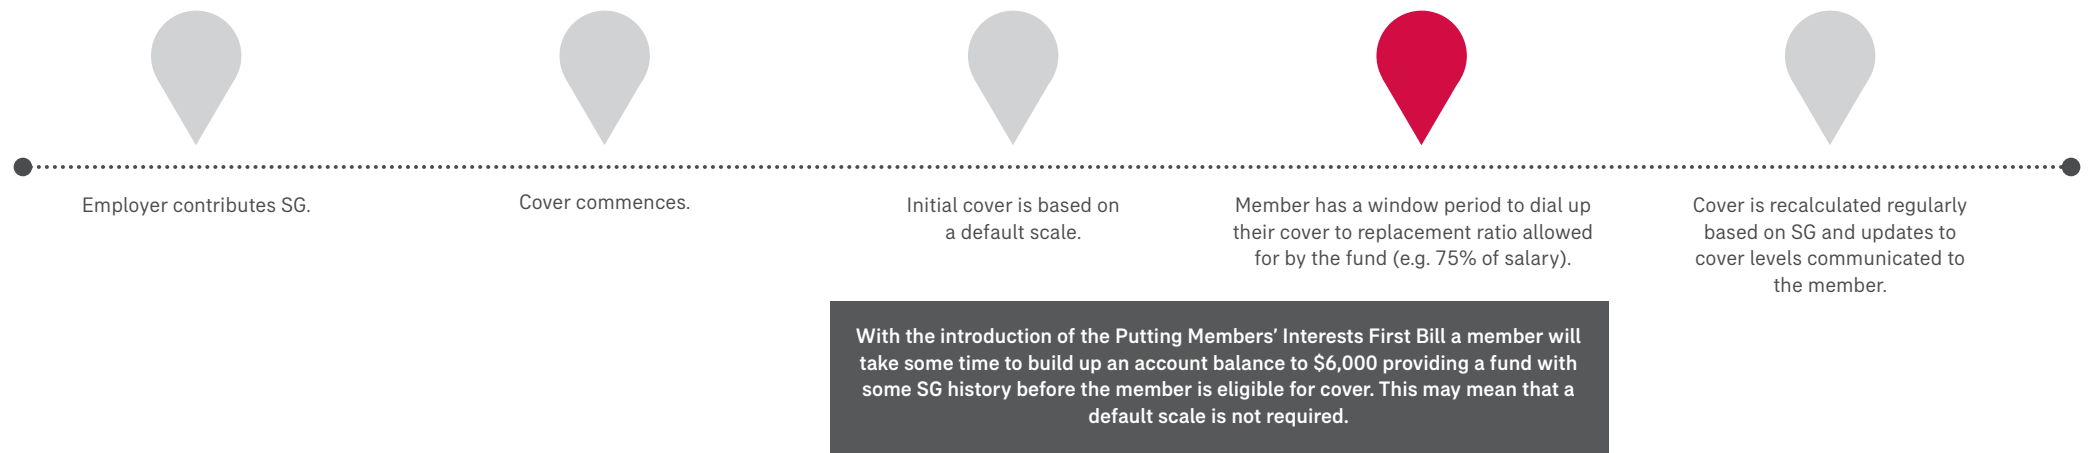 Employer contributes SG.
Cover commences.
Initial cover is based on
a default scale.
Member has a window period to dial up
their cover to replacement ratio allowed
for by the fund (e.g. 75% of salary).
Cover is recalculated regularly
based on SG and updates to
cover levels communicated to
the member.
With the introduction of the Putting Members’ Interests First Bill a member will
take some time to build up an account balance to $6,000 providing a fund with
some SG history before the member is eligible for cover. This may mean that a
default scale is not required.